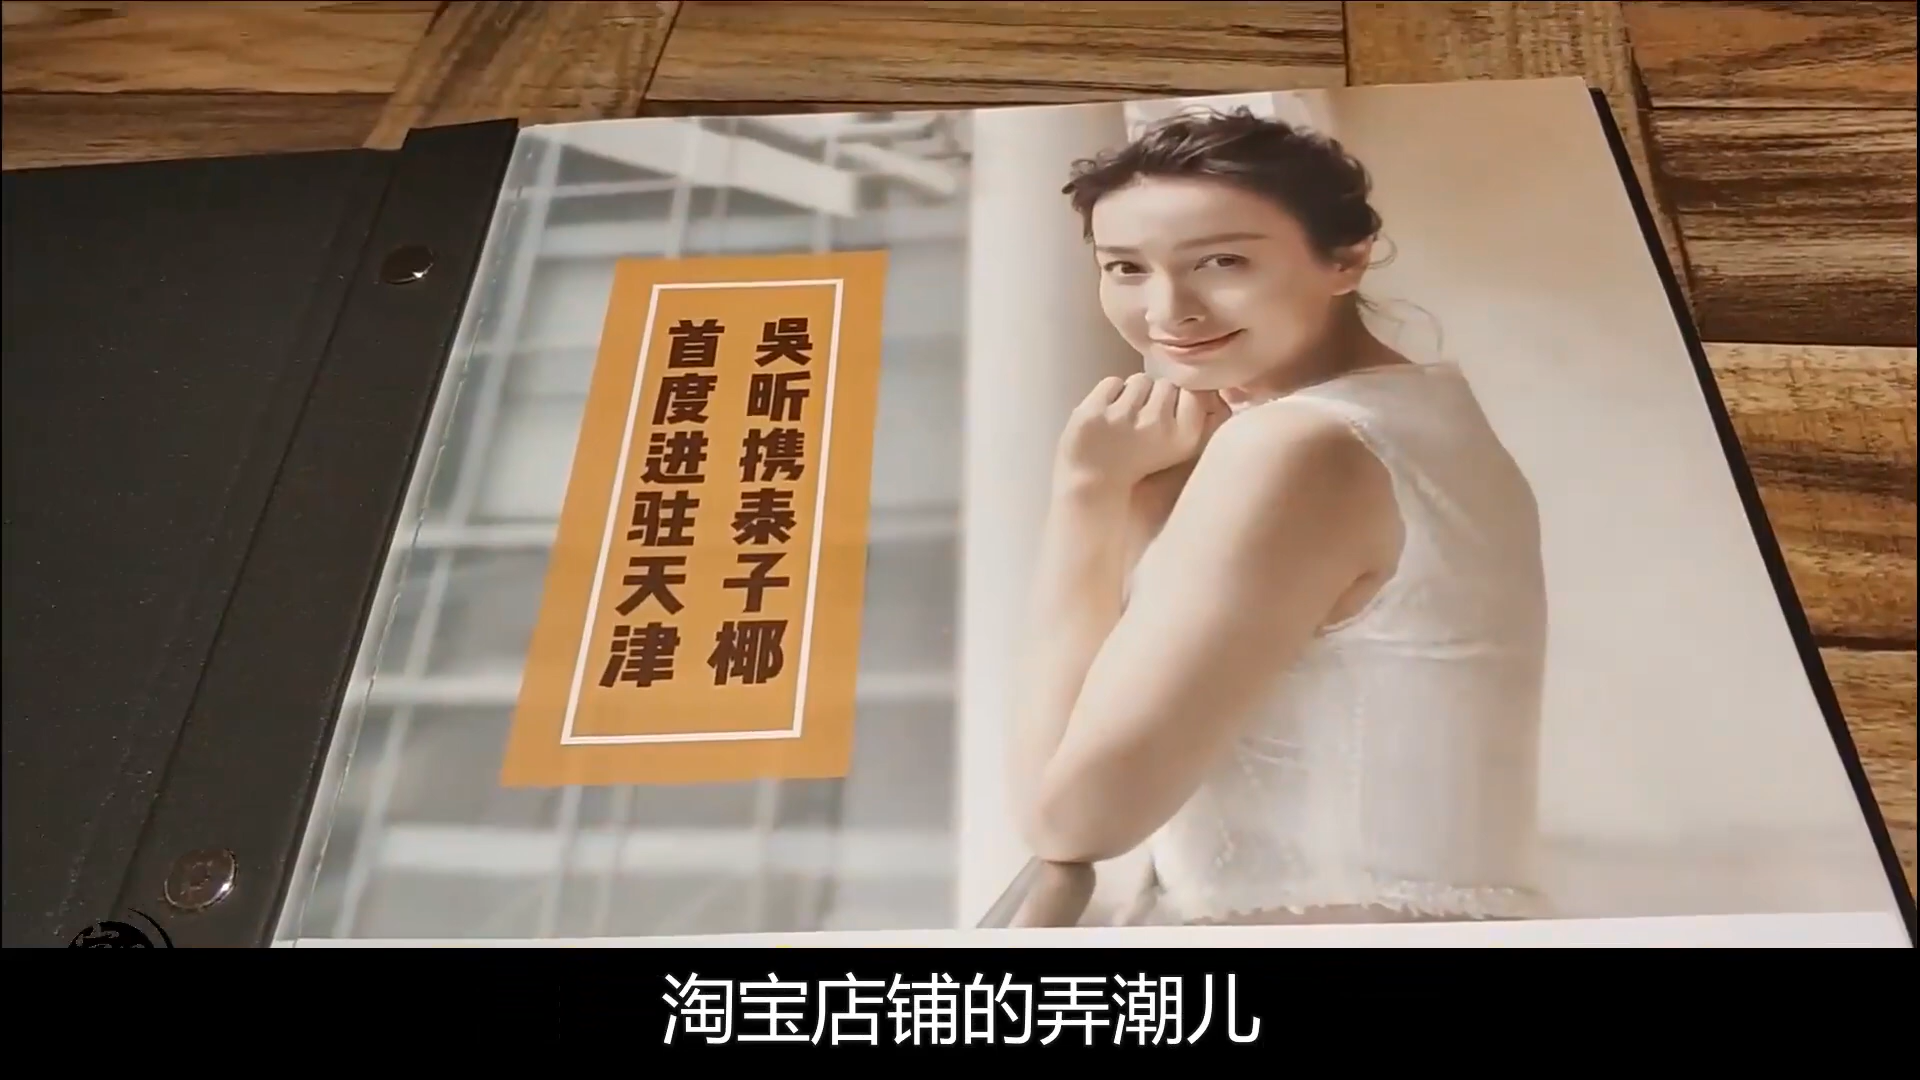 吳昕携泰子椰
首度进驻天津
淘宝店铺的弄潮儿